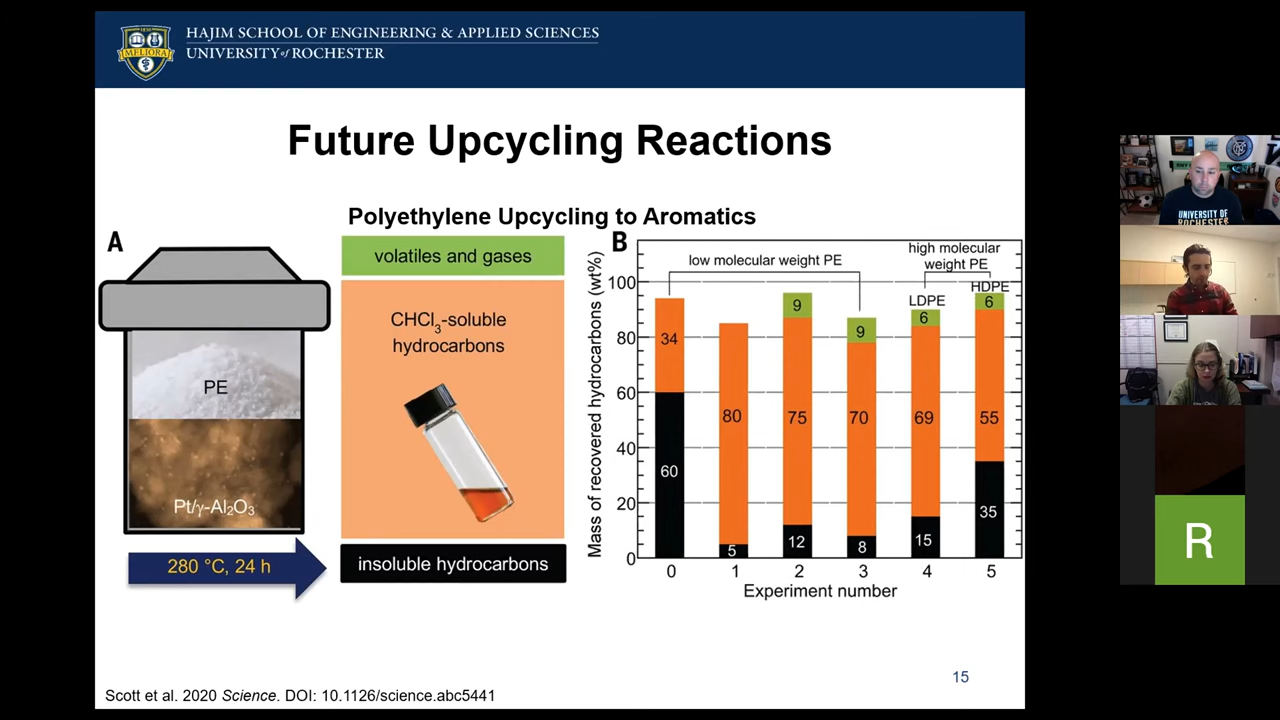 MELIORA
HAJIM SCHOOL OF ENGINEERING & APPLIED SCIENCES
UNIVERSITY of ROCHESTER
Future Upcycling Reactions
Polyethylene Upcycling to Aromatics
A
PE
Pt/γ-Al₂O₃
280 °C, 24 h
volatiles and gases
CHCl₃-soluble
hydrocarbons
insoluble hydrocarbons
B
Mass of recovered hydrocarbons (wt%)
100
80
60
40
20
0
low molecular weight PE
high molecular
weight PE
LDPE
HDPE
34
60
80
5
9
75
12
9
70
8
6
69
15
6
55
35
0 1 2 3 4 5
Experiment number
15
Scott et al. 2020 Science. DOI: 10.1126/science.abc5441
UNIVERSITY OF
ROCHESTER
R